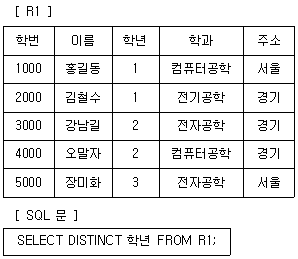 [ R1 ]
학번 이름 학년 학과 주소
1000 홍길동 1 컴퓨터공학 서울
2000 김철수 1 전기공학 경기
3000 강남길 2 전자공학 경기
4000 오말자 2 컴퓨터공학 경기
5000 장미화 3 전자공학 서울
[ SQL 문 ]
SELECT DISTINCT 학년 FROM R1;